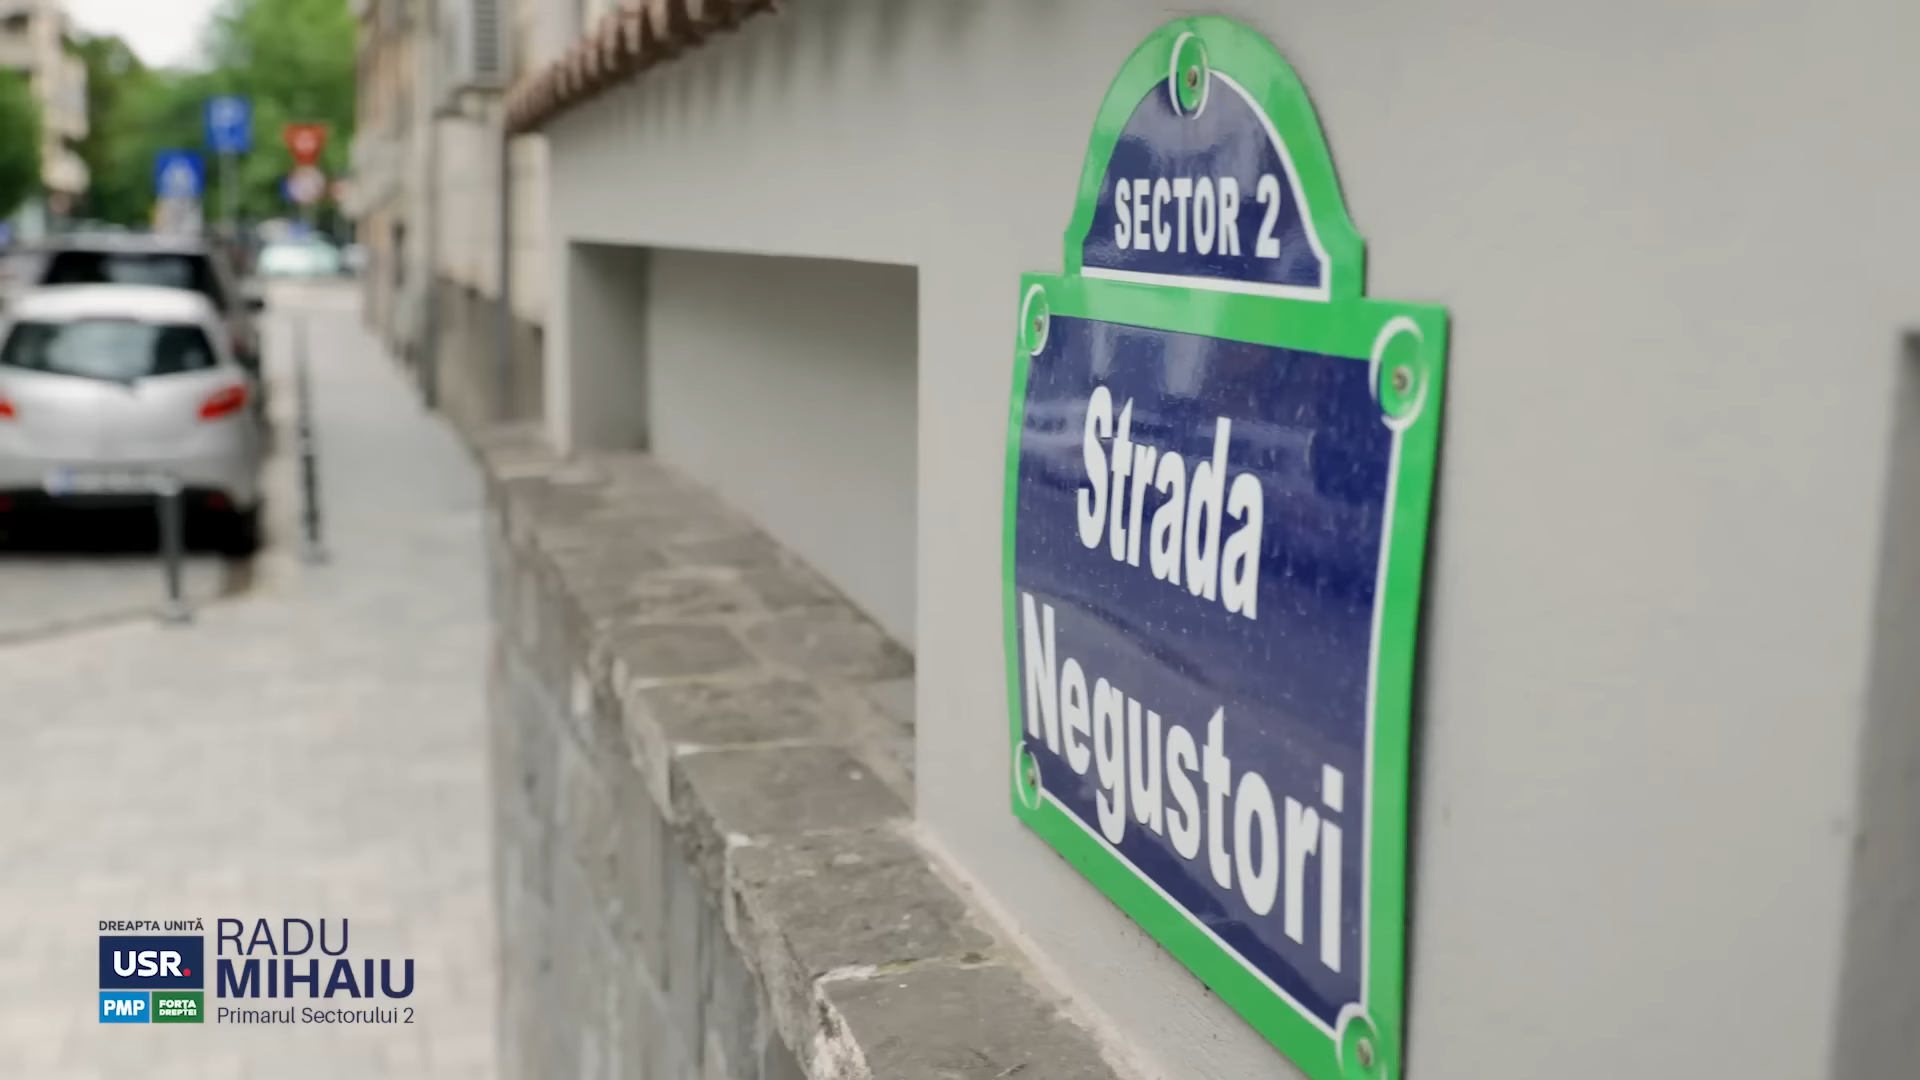 SECTOR 2
Strada
Negustori
DREAPTA UNITĂ
USR.
PMP
FORȚA
DREPTEI
RADU
MIHAIU
Primarul Sectorului 2